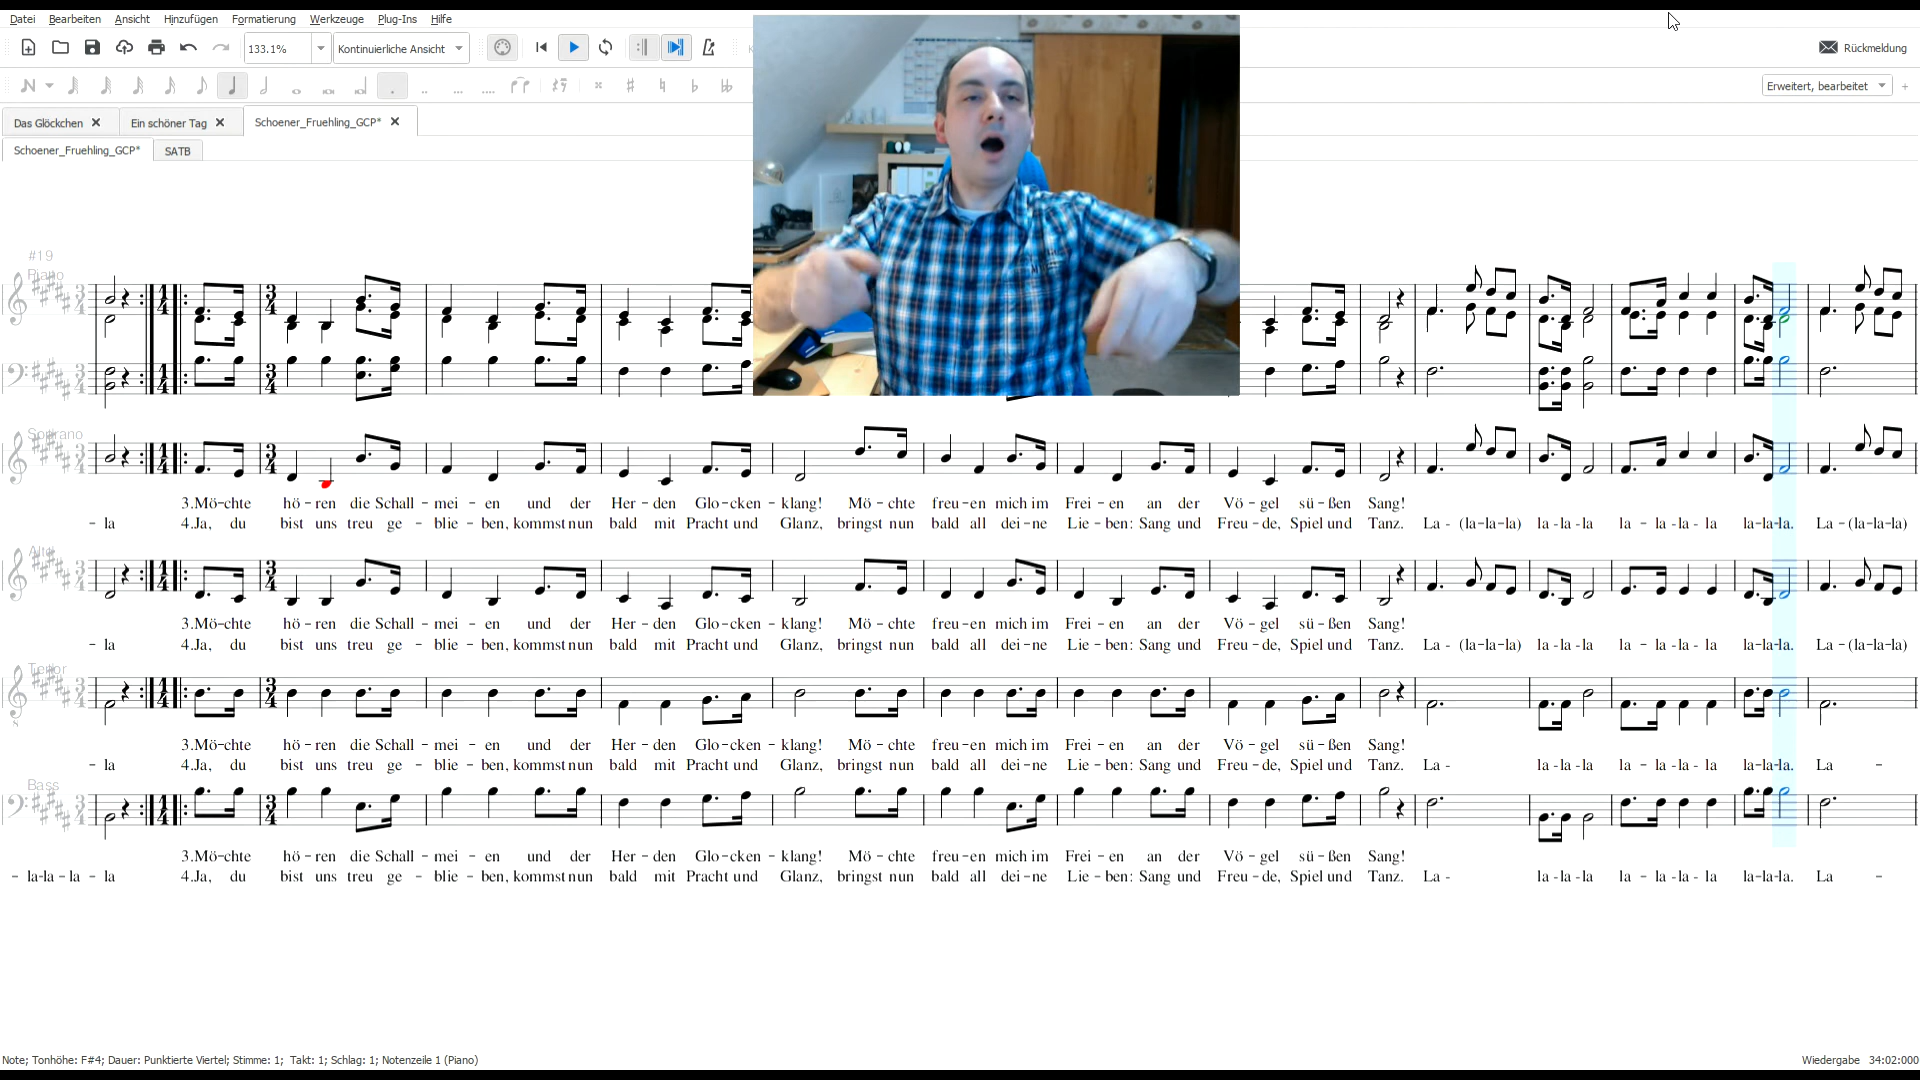 Datei Bearbeiten Ansicht Hinzufügen Formatierung Werkzeuge Plug-Ins Hilfe
133.1% Kontinuierliche Ansicht Rückmeldung
Erweitert, bearbeitet
Das Glöckchen Ein schöner Tag Schoener_Fruehling_GCP*
Schoener_Fruehling_GCP* SATB
#19
Piano
Soprano
3.Mö-chte hö-ren die Schall-mei-en und der Her-den Glo-cken-klang! Mö-chte freu-en mich im Frei-en an der Vö-gel sü-ßen Sang!
-la 4.Ja, du bist uns treu ge-blie-ben, kommst nun bald mit Pracht und Glanz, bringst nun bald all dei-ne Lie-ben: Sang und Freu-de, Spiel und Tanz. La-(la-la-la) la-la-la la-la-la-la la-la-la. La-(la-la-la)
Alto
3.Mö-chte hö-ren die Schall-mei-en und der Her-den Glo-cken-klang! Mö-chte freu-en mich im Frei-en an der Vö-gel sü-ßen Sang!
-la 4.Ja, du bist uns treu ge-blie-ben, kommst nun bald mit Pracht und Glanz, bringst nun bald all dei-ne Lie-ben: Sang und Freu-de, Spiel und Tanz. La-(la-la-la) la-la-la la-la-la-la la-la-la. La-(la-la-la)
Tenor
3.Mö-chte hö-ren die Schall-mei-en und der Her-den Glo-cken-klang! Mö-chte freu-en mich im Frei-en an der Vö-gel sü-ßen Sang!
-la 4.Ja, du bist uns treu ge-blie-ben, kommst nun bald mit Pracht und Glanz, bringst nun bald all dei-ne Lie-ben: Sang und Freu-de, Spiel und Tanz. La- la-la-la la-la-la-la la-la-la. La-
Bass
3.Mö-chte hö-ren die Schall-mei-en und der Her-den Glo-cken-klang! Mö-chte freu-en mich im Frei-en an der Vö-gel sü-ßen Sang!
-la-la-la-la 4.Ja, du bist uns treu ge-blie-ben, kommst nun bald mit Pracht und Glanz, bringst nun bald all dei-ne Lie-ben: Sang und Freu-de, Spiel und Tanz. La- la-la-la la-la-la-la la-la-la. La-
Note; Tonhöhe: F#4; Dauer: Punktierte Viertel; Stimme: 1; Takt: 1; Schlag: 1; Notenzeile 1 (Piano) Wiedergabe 34:02:000